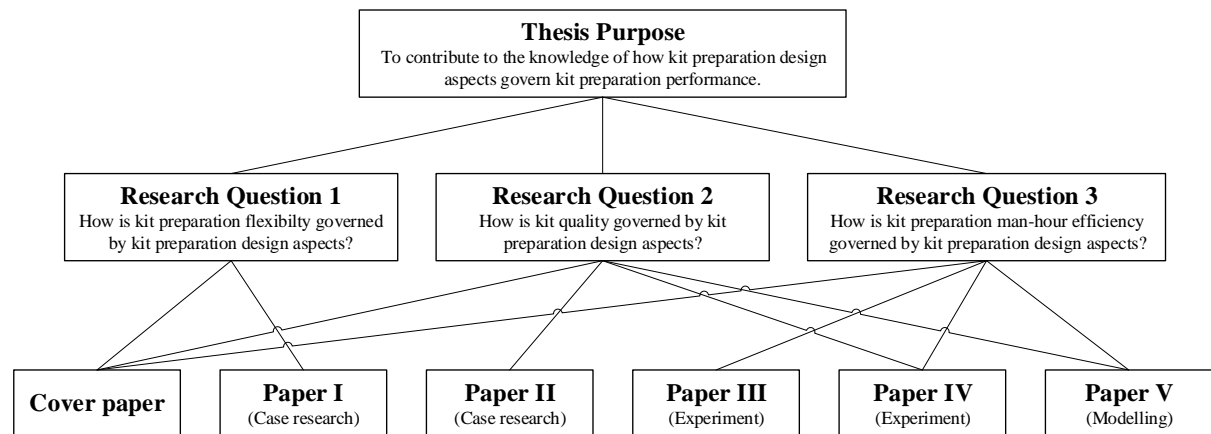 Thesis Purpose
To contribute to the knowledge of how kit preparation design
aspects govern kit preparation performance.
Research Question 1
How is kit preparation flexibilty governed
by kit preparation design aspects?
Research Question 2
How is kit quality governed by kit
preparation design aspects?
Research Question 3
How is kit preparation man-hour efficiency
governed by kit preparation design aspects?
Cover paper
Paper I
(Case research)
Paper II
(Case research)
Paper III
(Experiment)
Paper IV
(Experiment)
Paper V
(Modelling)